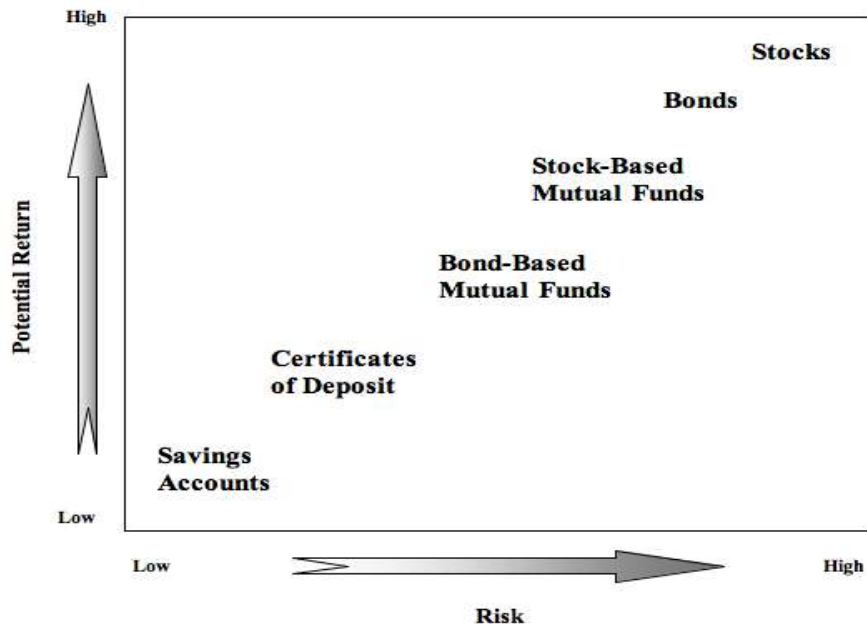 High
Stocks
Bonds
Stock-Based
Mutual Funds
Potential Return
Bond-Based
Mutual Funds
Certificates
of Deposit
Savings
Accounts
Low
Low
High
Risk